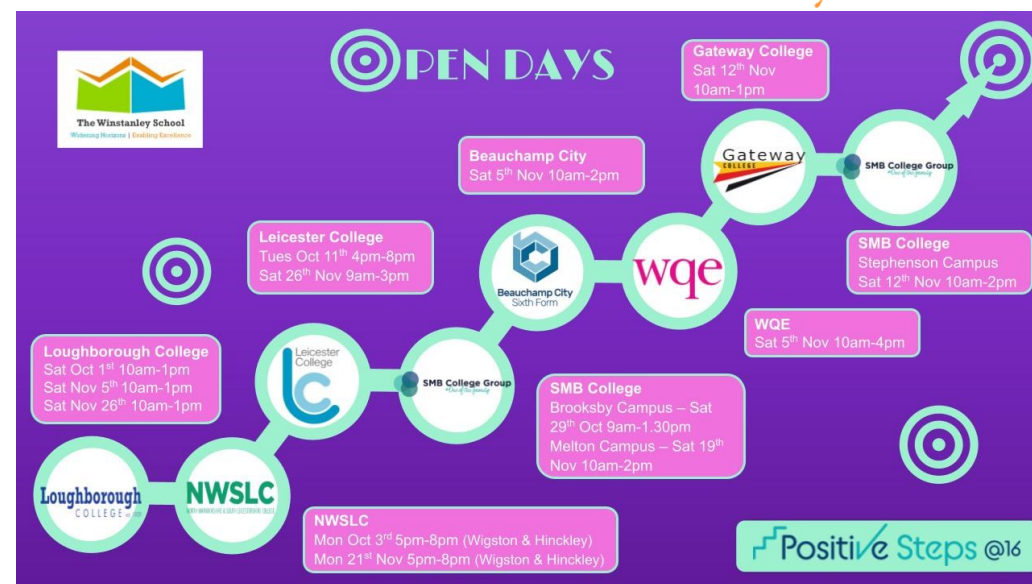 OPEN DAYS
The Winstanley School
Widening Horizons | Enabling Excellence
Gateway College
Sat 12th Nov
10am-1pm
Beauchamp City
Sat 5th Nov 10am-2pm
Gateway
COLLEGE
SMB College Group
Leicester College
Tues Oct 11th 4pm-8pm
Sat 26th Nov 9am-3pm
Beauchamp City
Sixth Form
wqe
SMB College
Stephenson Campus
Sat 12th Nov 10am-2pm
WQE
Sat 5th Nov 10am-4pm
Loughborough College
Sat Oct 1st 10am-1pm
Sat Nov 5th 10am-1pm
Sat Nov 26th 10am-1pm
Leicester
College
lc
SMB College Group
SMB College
Brooksby Campus – Sat
29th Oct 9am-1.30pm
Melton Campus – Sat 19th
Nov 10am-2pm
Loughborough
COLLEGE
NWSLC
NWSLC
Mon Oct 3rd 5pm-8pm (Wigston & Hinckley)
Mon 21st Nov 5pm-8pm (Wigston & Hinckley)
Positive Steps @16